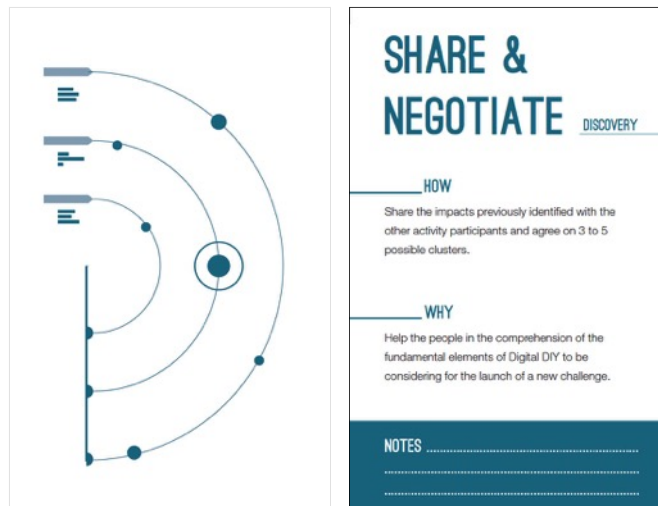 SHARE &
NEGOTIATE DISCOVERY
HOW
Share the impacts previously identified with the
other activity participants and agree on 3 to 5
possible clusters.
WHY
Help the people in the comprehension of the
fundamental elements of Digital DIY to be
considering for the launch of a new challenge.
NOTES